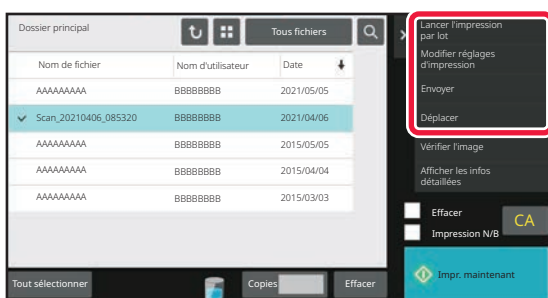 Dossier principal
Tous fichiers
Nom de fichier Nom d'utilisateur Date
AAAAAAAAA BBBBBBBB 2021/05/05
Scan_20210406_085320 BBBBBBBB 2021/04/06
AAAAAAAAA BBBBBBBB 2015/05/05
AAAAAAAAA BBBBBBBB 2015/04/04
AAAAAAAAA BBBBBBBB 2015/03/03
Tout sélectionner Copies Effacer
Lancer l'impression
par lot
Modifier réglages
d'impression
Envoyer
Déplacer
Vérifier l'image
Afficher les infos
détaillées
Effacer
Impression N/B
CA
Impr. maintenant